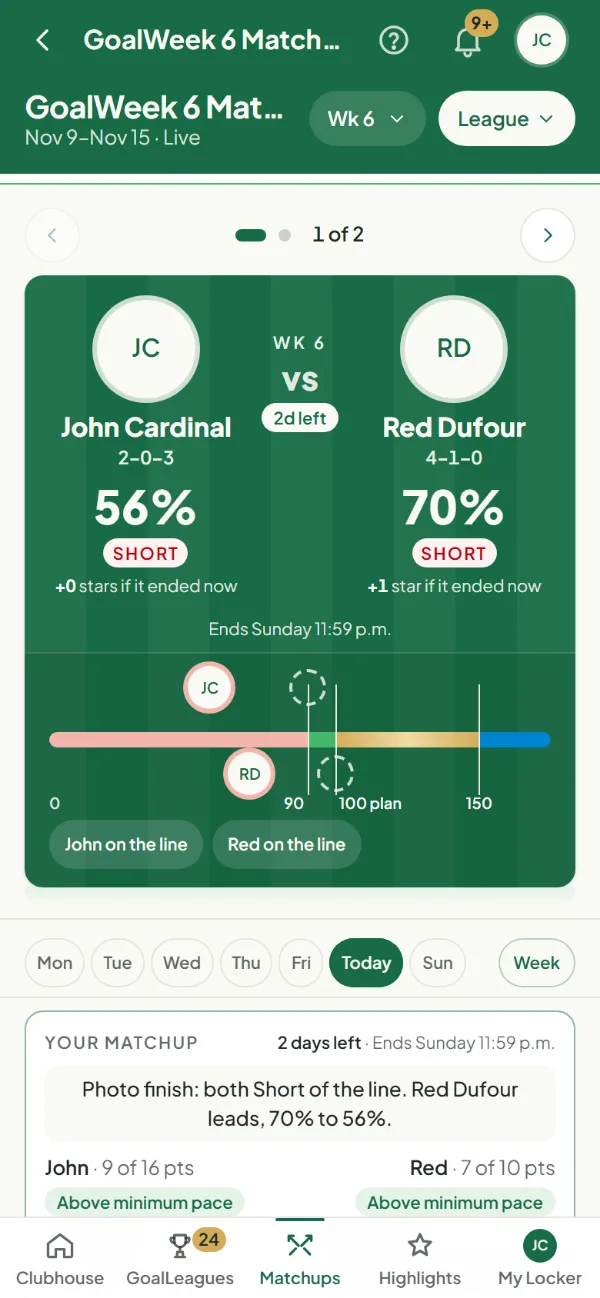 GoalWeek 6 Match...
9+
JC
GoalWeek 6 Mat...
Nov 9–Nov 15 · Live
Wk 6
League
1 of 2
JC
RD
WK 6
VS
2d left
John Cardinal
Red Dufour
2-0-3
4-1-0
56%
70%
SHORT
SHORT
+0 stars if it ended now
+1 star if it ended now
Ends Sunday 11:59 p.m.
JC
RD
0
90
100 plan
150
John on the line
Red on the line
Mon
Tue
Wed
Thu
Fri
Today
Sun
Week
YOUR MATCHUP
2 days left · Ends Sunday 11:59 p.m.
Photo finish: both Short of the line. Red Dufour
leads, 70% to 56%.
John · 9 of 16 pts
Red · 7 of 10 pts
Above minimum pace
Above minimum pace
24
JC
Clubhouse
GoalLeagues
Matchups
Highlights
My Locker